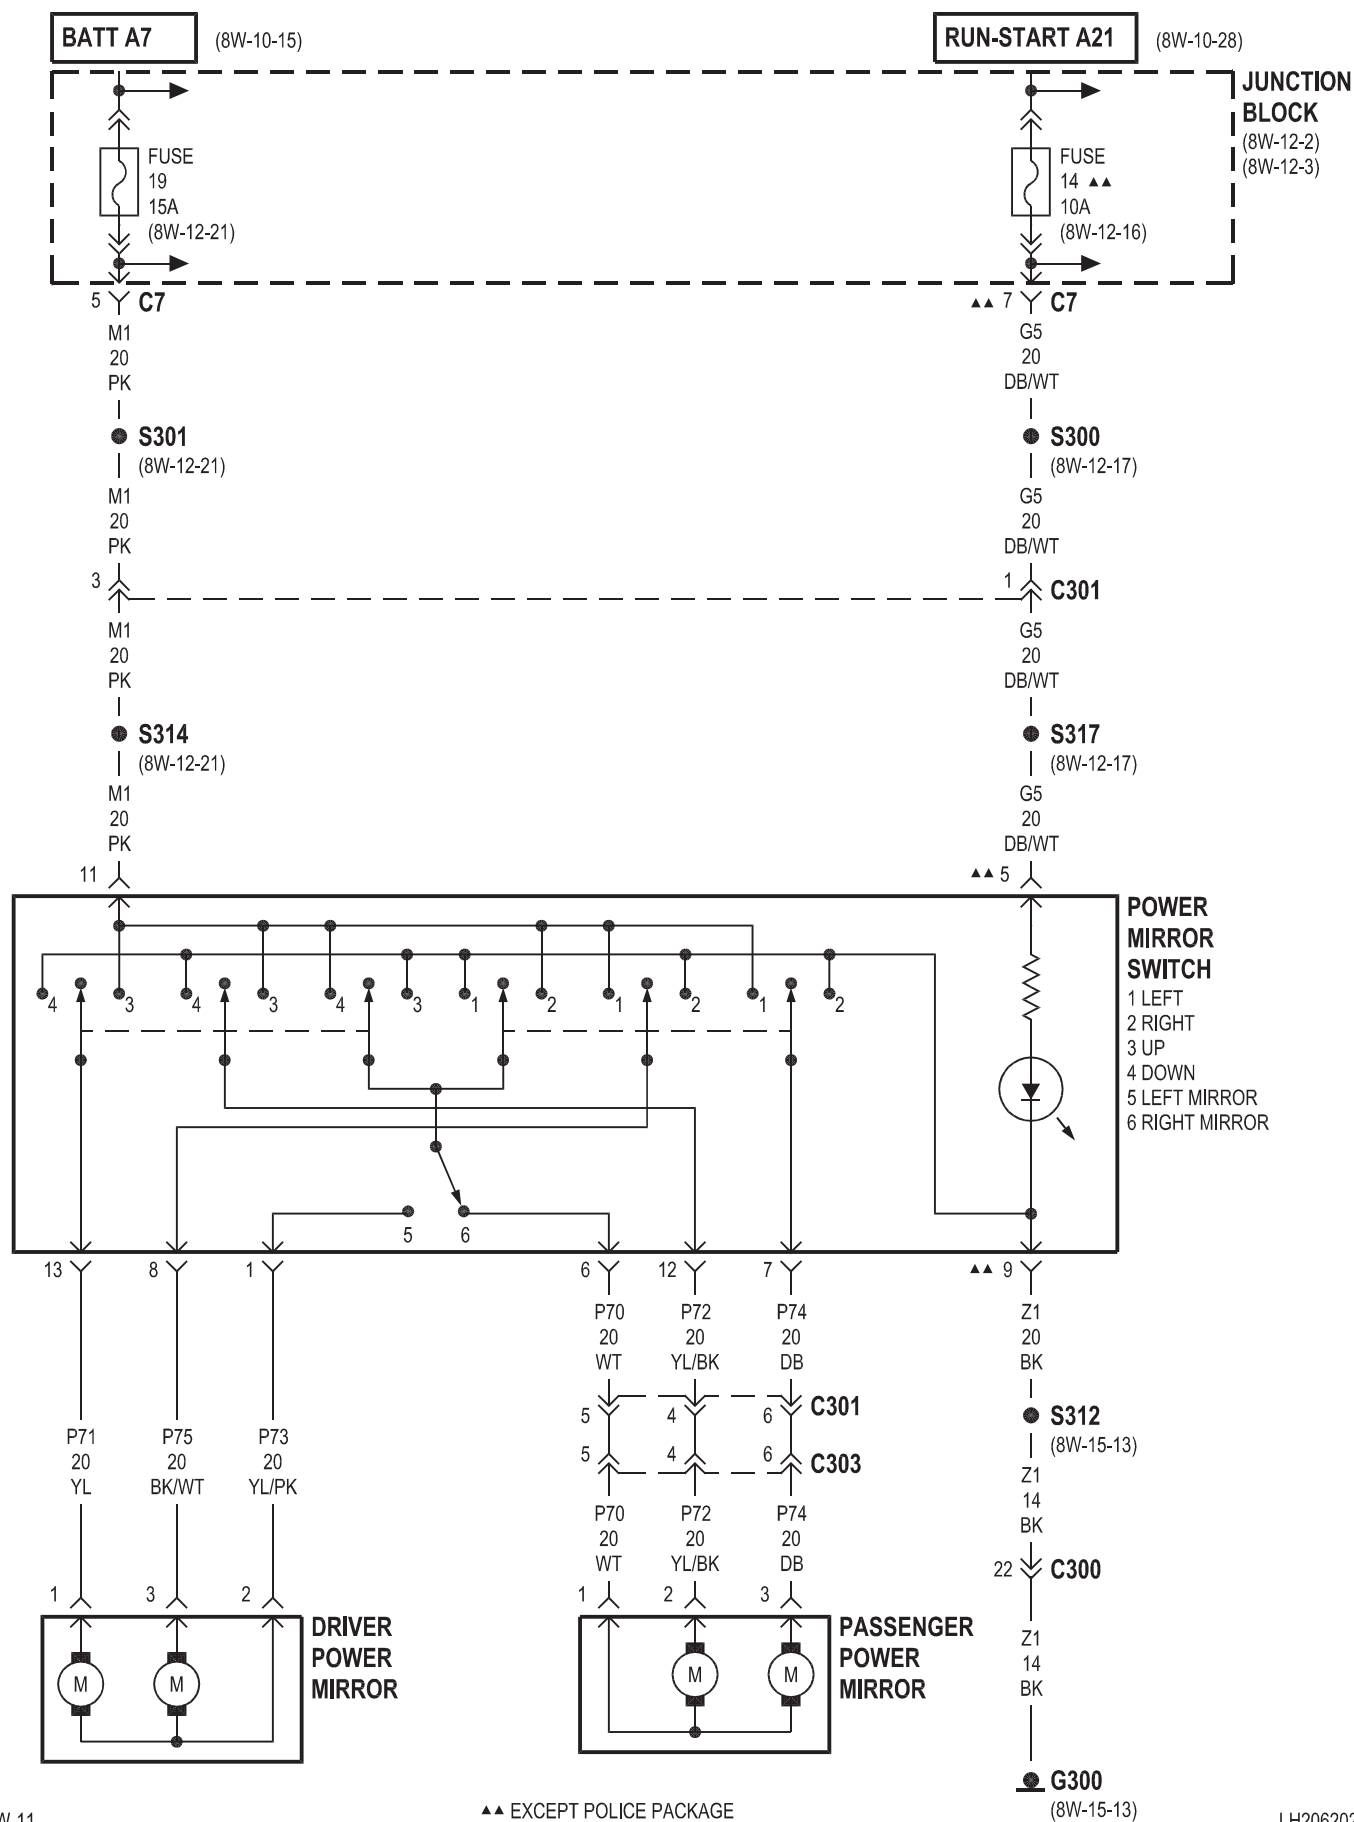 BATT A7 (8W-10-15) RUN-START A21 (8W-10-28)
JUNCTION
BLOCK
(8W-12-2)
(8W-12-3)
FUSE
19
15A
(8W-12-21)
FUSE
14 ▲▲
10A
(8W-12-16)
5 C7
▲▲ 7 C7
M1
20
PK
G5
20
DB/WT
S301
(8W-12-21)
S300
(8W-12-17)
M1
20
PK
G5
20
DB/WT
3
1 C301
M1
20
PK
G5
20
DB/WT
S314
(8W-12-21)
S317
(8W-12-17)
M1
20
PK
G5
20
DB/WT
11
▲▲ 5
POWER
MIRROR
SWITCH
1 LEFT
2 RIGHT
3 UP
4 DOWN
5 LEFT MIRROR
6 RIGHT MIRROR
4 3 4 3 4 3 1 2 1 2 1 2
5 6
13 8 1 6 12 7 ▲▲ 9
P70
20
WT
P72
20
YL/BK
P74
20
DB
Z1
20
BK
5 4 6 C301
S312
(8W-15-13)
P71
20
YL
P75
20
BK/WT
P73
20
YL/PK
5 4 6 C303
Z1
14
BK
P70
20
WT
P72
20
YL/BK
P74
20
DB
22 C300
1 3 2
1 2 3
DRIVER
POWER
MIRROR
M M
PASSENGER
POWER
MIRROR
M M
Z1
14
BK
G300
(8W-15-13)
▲▲ EXCEPT POLICE PACKAGE